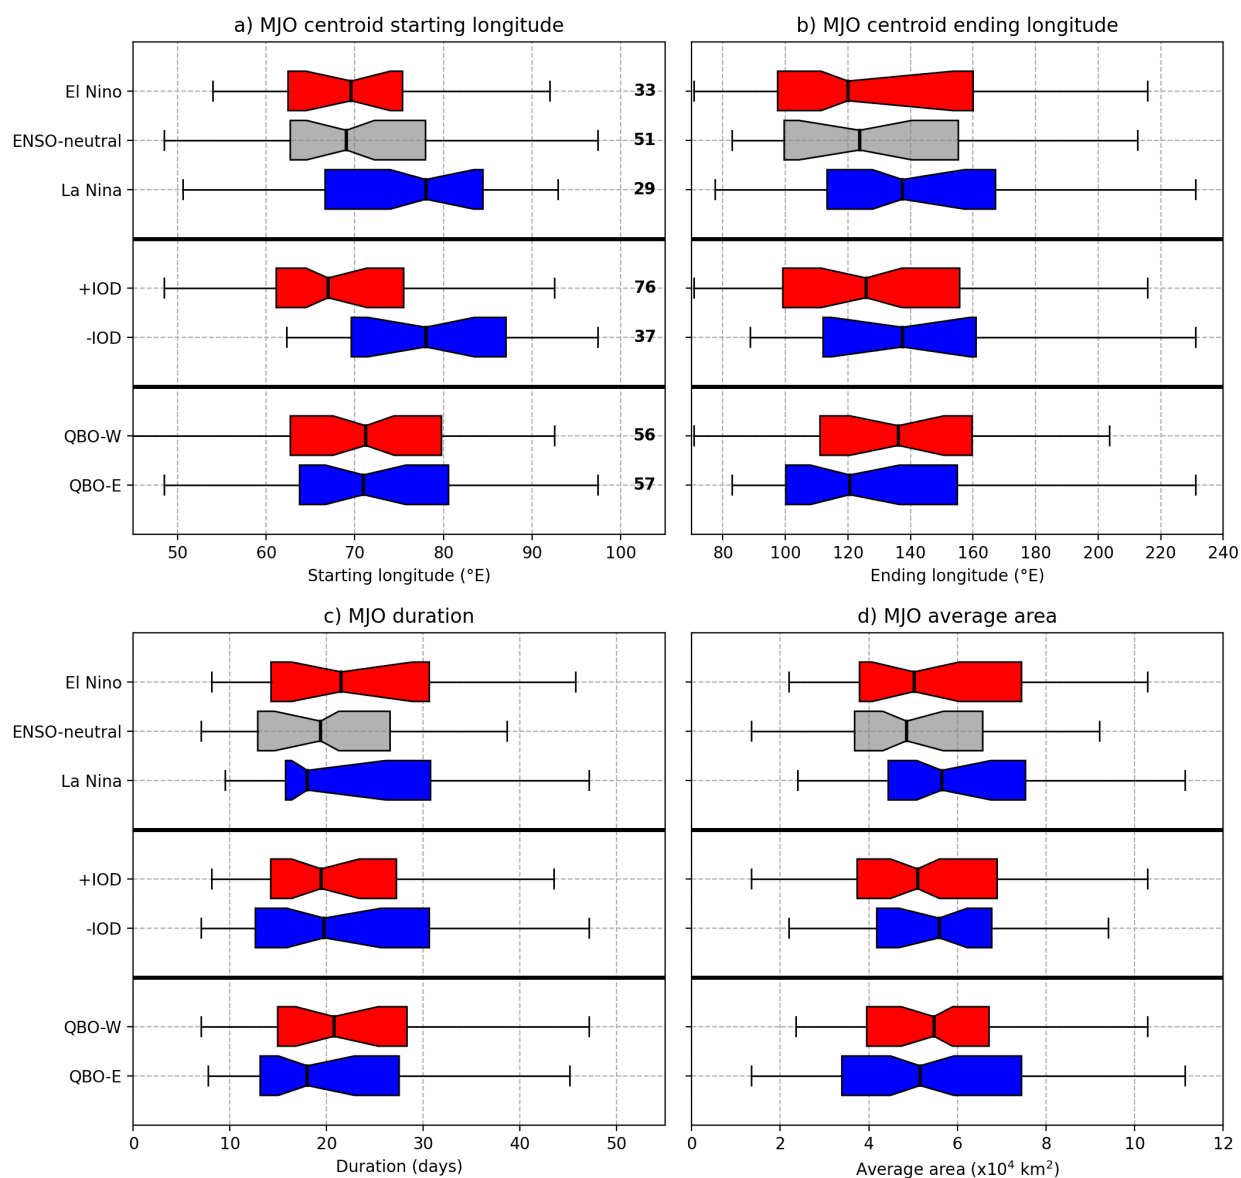 a) MJO centroid starting longitude
b) MJO centroid ending longitude
El Nino
33
ENSO-neutral
51
La Nina
29
+IOD
76
-IOD
37
QBO-W
56
QBO-E
57
50 60 70 80 90 100
80 100 120 140 160 180 200 220 240
Starting longitude (°E)
Ending longitude (°E)
c) MJO duration
d) MJO average area
El Nino
ENSO-neutral
La Nina
+IOD
-IOD
QBO-W
QBO-E
0 10 20 30 40 50
0 2 4 6 8 10 12
Duration (days)
Average area (x10⁴ km²)